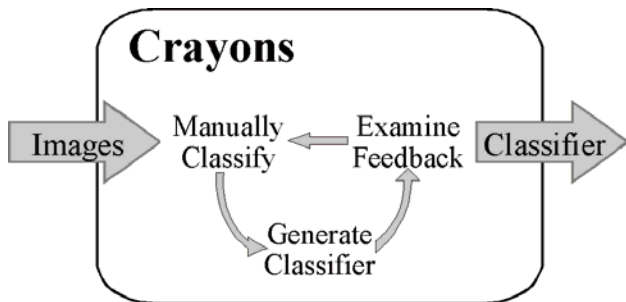 Crayons
Images
Manually
Classify
Examine
Feedback
Classifier
Generate
Classifier